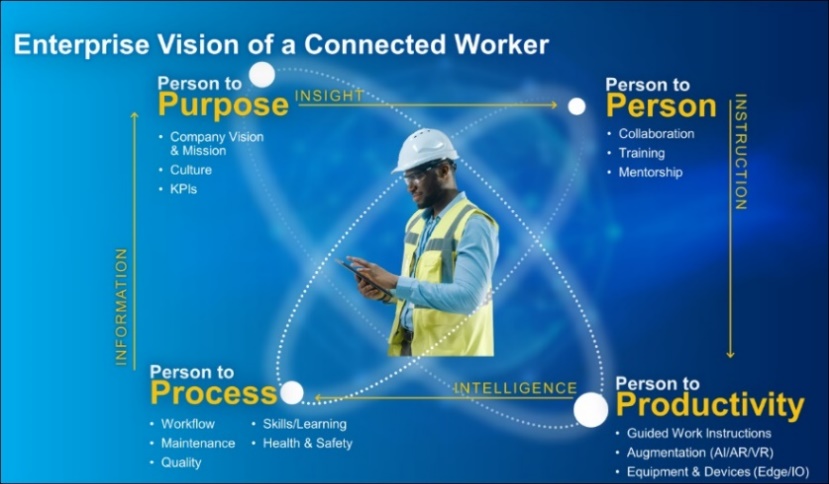 Enterprise Vision of a Connected Worker
Person to
Purpose
• Company Vision
& Mission
• Culture
• KPIs
INSIGHT
Person to
Person
• Collaboration
• Training
• Mentorship
INSTRUCTION
INFORMATION
Person to
Process
• Workflow
• Maintenance
• Quality
• Skills/Learning
• Health & Safety
INTELLIGENCE
Person to
Productivity
• Guided Work Instructions
• Augmentation (AI/AR/VR)
• Equipment & Devices (Edge/IO)